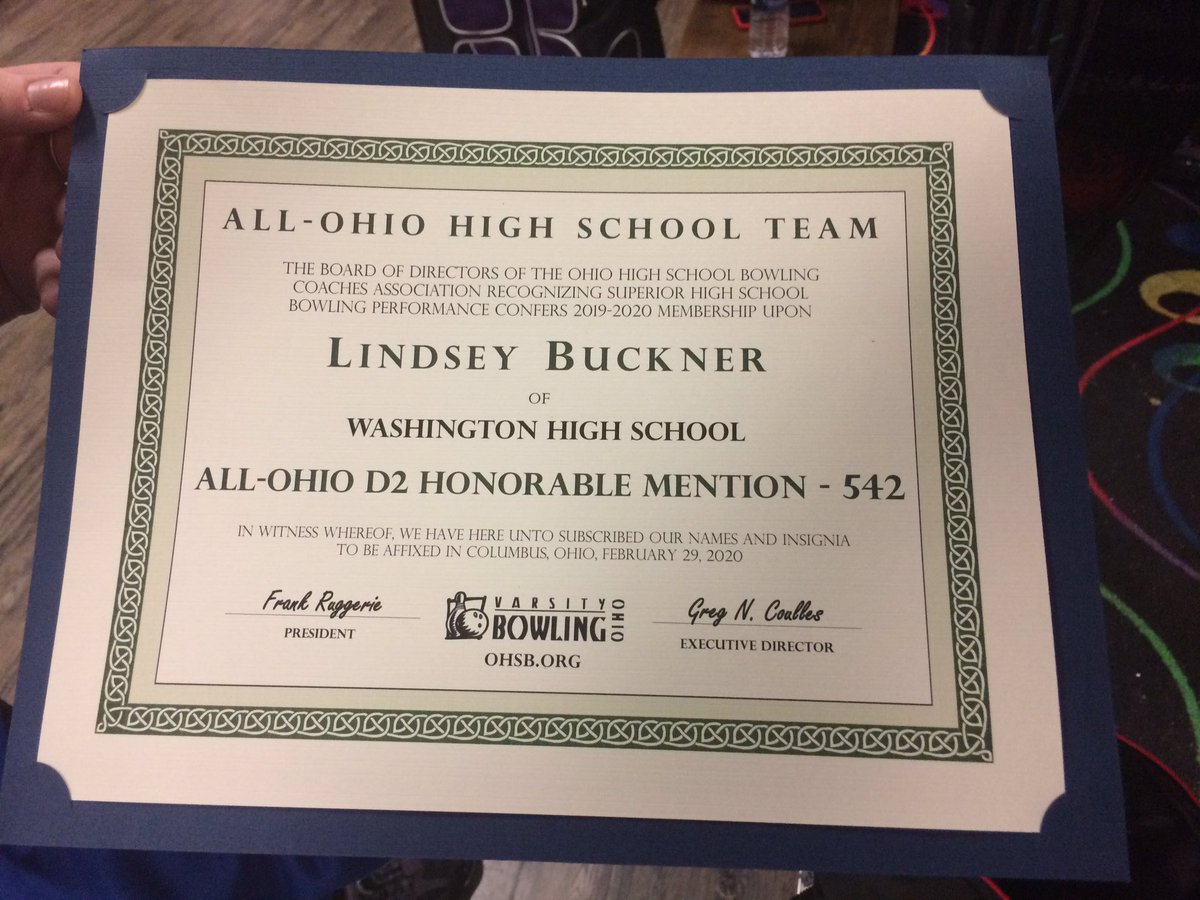 ALL-OHIO HIGH SCHOOL TEAM
THE BOARD OF DIRECTORS OF THE OHIO HIGH SCHOOL BOWLING
COACHES ASSOCIATION RECOGNIZING SUPERIOR HIGH SCHOOL
BOWLING PERFORMANCE CONFERS 2019-2020 MEMBERSHIP UPON
LINDSEY BUCKNER
OF
WASHINGTON HIGH SCHOOL
ALL-OHIO D2 HONORABLE MENTION - 542
IN WITNESS WHEREOF, WE HAVE HERE UNTO SUBSCRIBED OUR NAMES AND INSIGNIA
TO BE AFFIXED IN COLUMBUS, OHIO, FEBRUARY 29, 2020
Frank Ruggerie
PRESIDENT
VARSITY
BOWLING
OHIO
OHSB.ORG
Greg N. Coulles
EXECUTIVE DIRECTOR